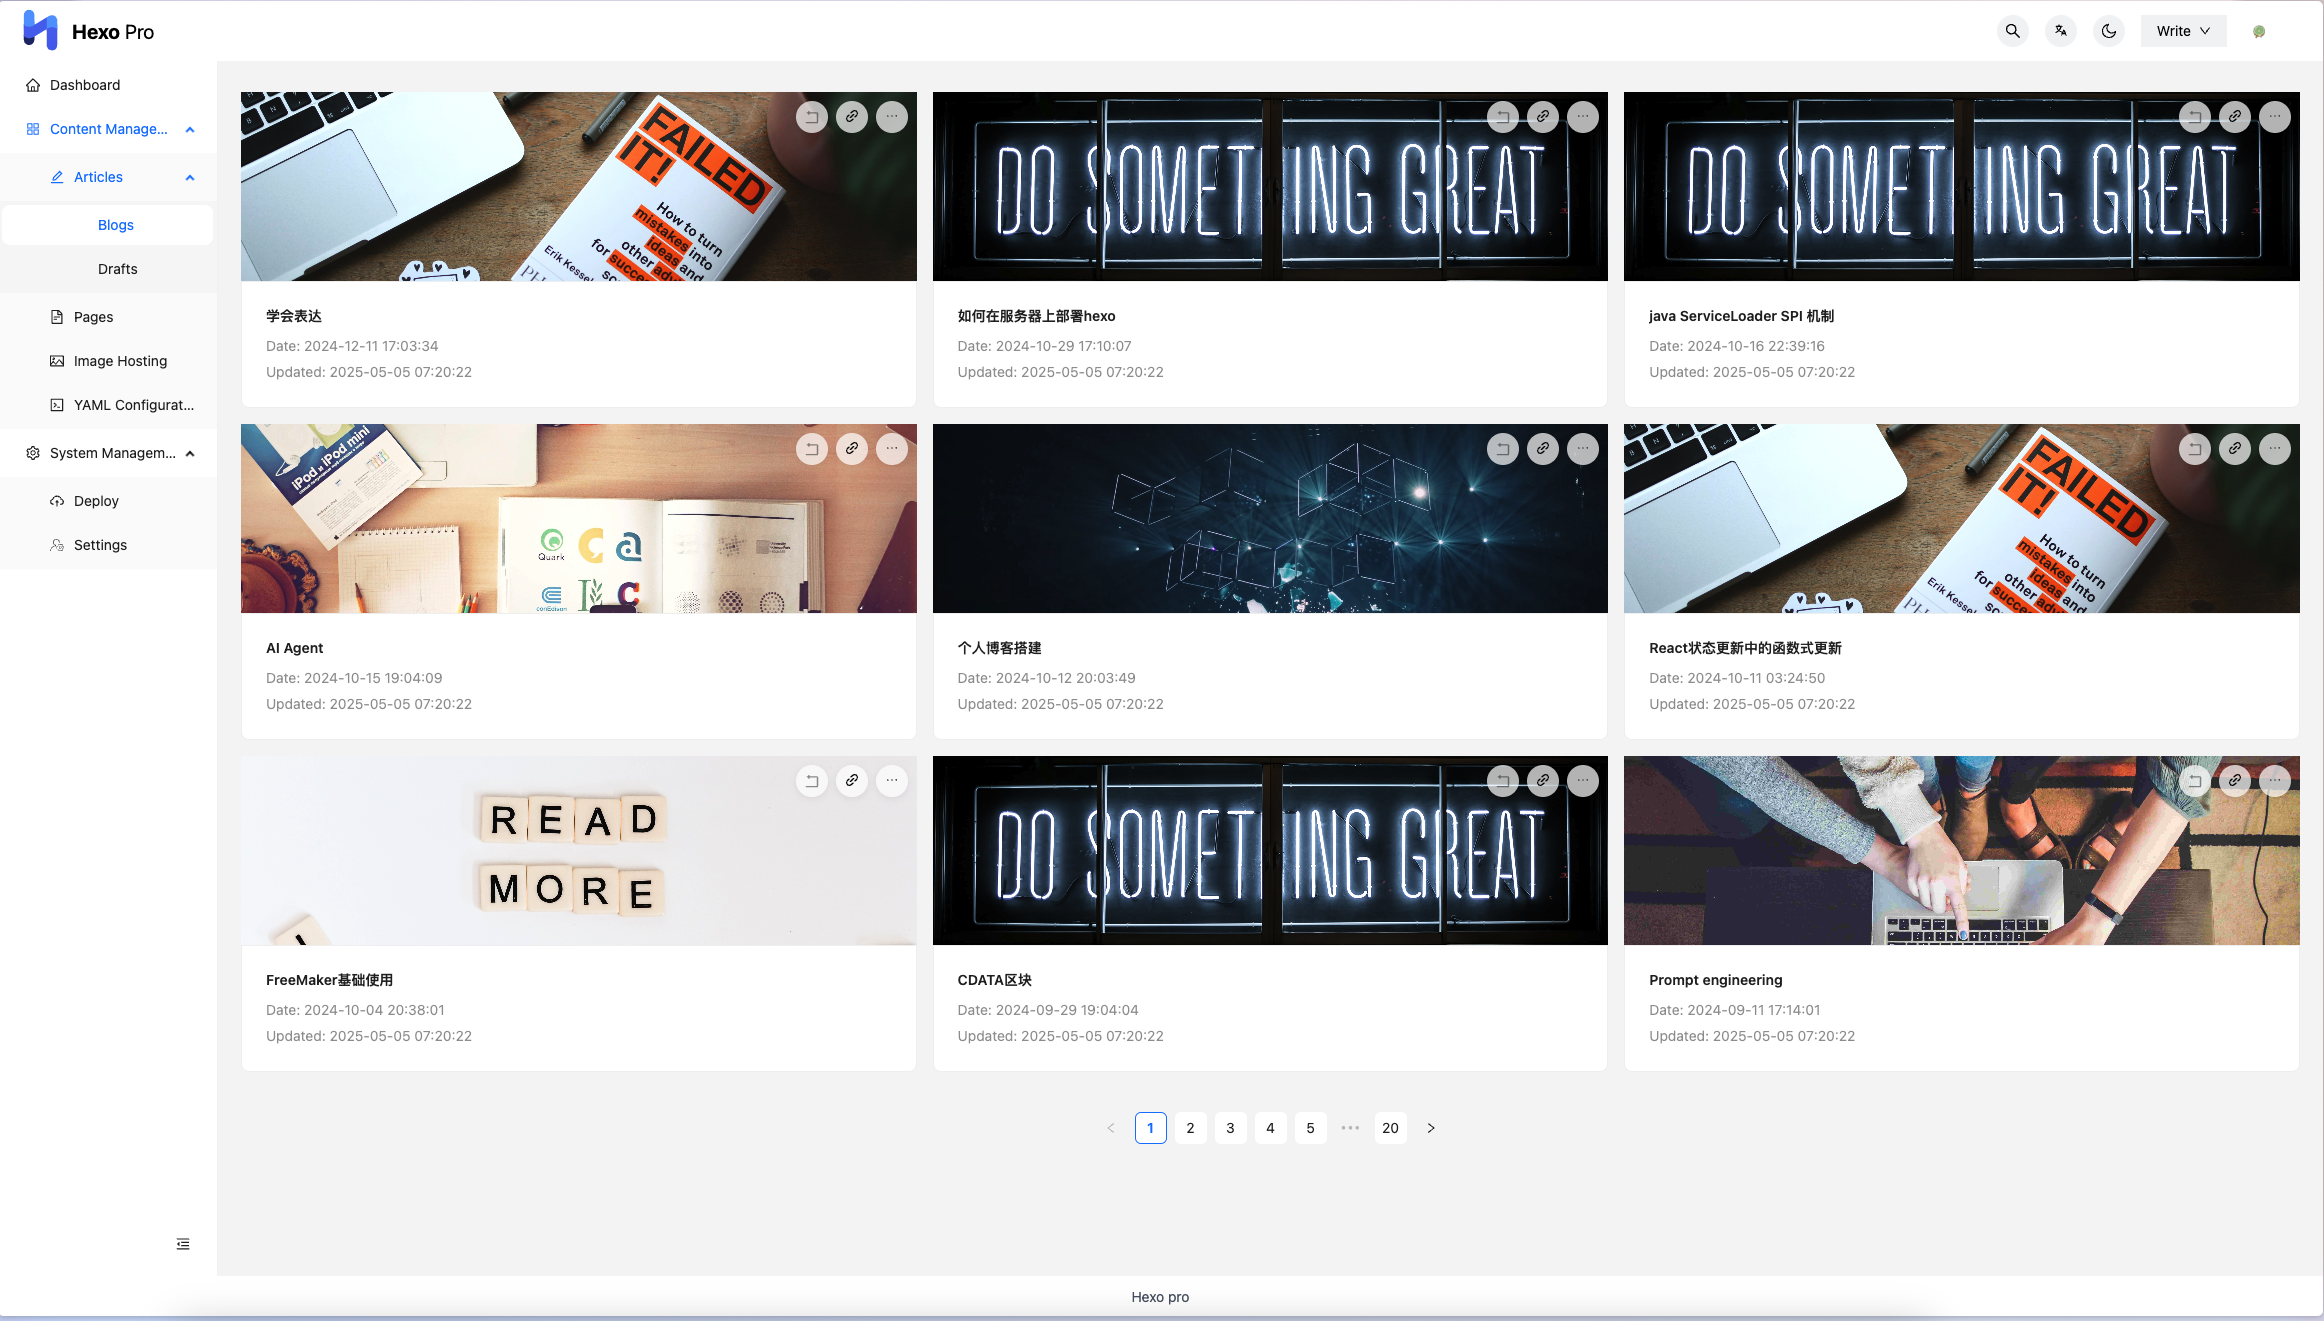 Hexo Pro
Write
Dashboard
Content Manage...
Articles
Blogs
Drafts
Pages
Image Hosting
YAML Configurat...
System Managem...
Deploy
Settings
FAILED
IT!
How to turn
mistakes into
ideas and
other
for succe
Erik Kesse
学会表达
Date: 2024-12-11 17:03:34
Updated: 2025-05-05 07:20:22
DO SOMETHING GREAT
如何在服务器上部署hexo
Date: 2024-10-29 17:10:07
Updated: 2025-05-05 07:20:22
DO SOMETHING GREAT
java ServiceLoader SPI 机制
Date: 2024-10-16 22:39:16
Updated: 2025-05-05 07:20:22
iPod и iPod mini
Quark
conEdison
AI Agent
Date: 2024-10-15 19:04:09
Updated: 2025-05-05 07:20:22
个人博客搭建
Date: 2024-10-12 20:03:49
Updated: 2025-05-05 07:20:22
FAILED
IT!
How to turn
mistakes into
ideas and
other
for succe
Erik Kesse
React状态更新中的函数式更新
Date: 2024-10-11 03:24:50
Updated: 2025-05-05 07:20:22
READ
MORE
FreeMaker基础使用
Date: 2024-10-04 20:38:01
Updated: 2025-05-05 07:20:22
DO SOMETHING GREAT
CDATA区块
Date: 2024-09-29 19:04:04
Updated: 2025-05-05 07:20:22
Prompt engineering
Date: 2024-09-11 17:14:01
Updated: 2025-05-05 07:20:22
1 2 3 4 5 ••• 20
Hexo pro